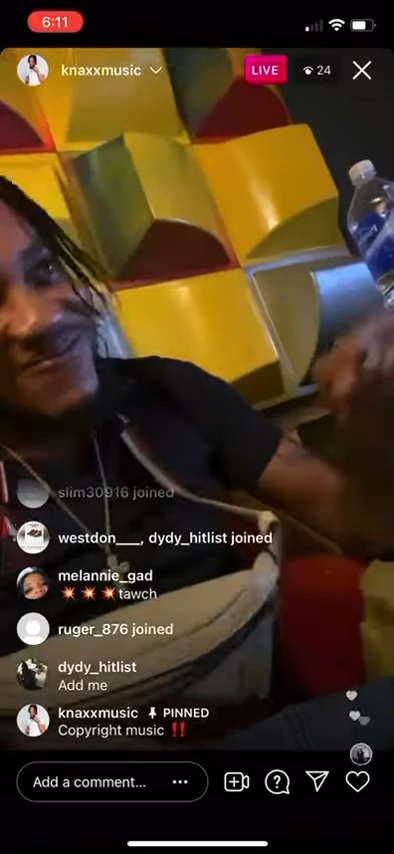 6:11
knaxxmusic
LIVE
24
slim30916 joined
westdon___, dydy_hitlist joined
melannie_gad
💥💥💥tawch
ruger_876 joined
dydy_hitlist
Add me
knaxxmusic PINNED
Copyright music ‼️
Add a comment...